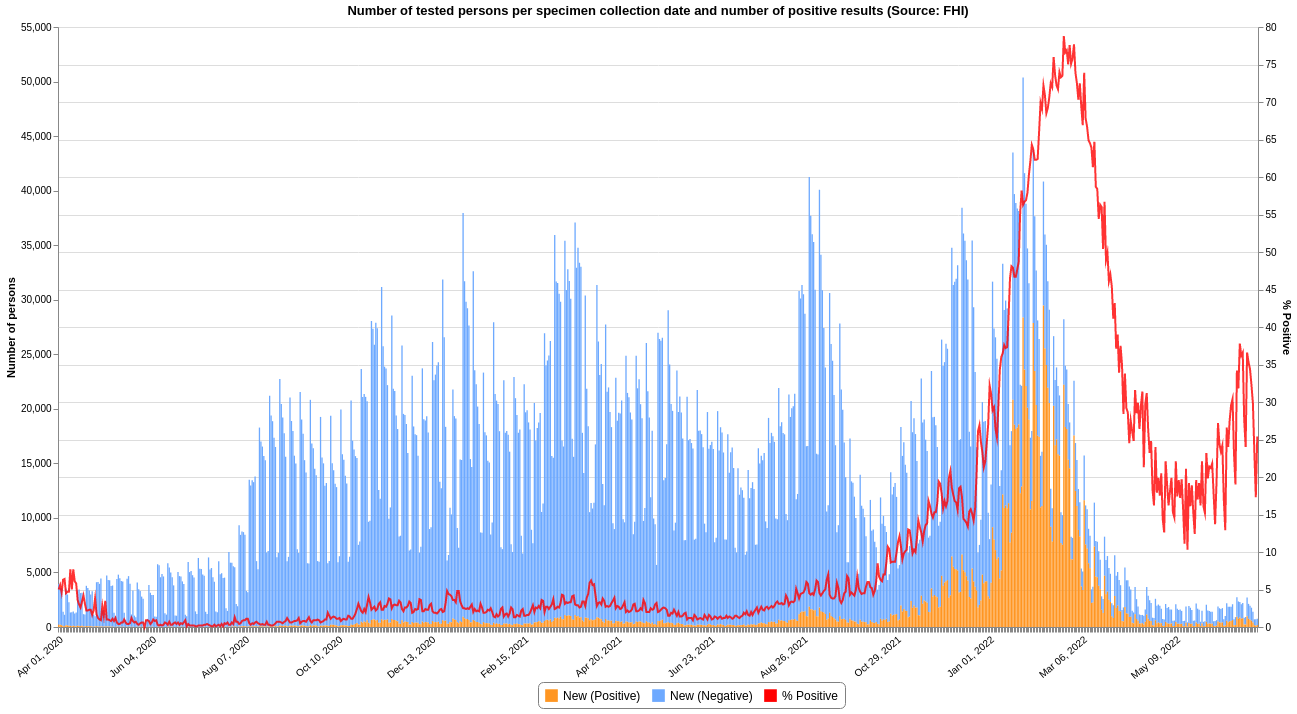 Number of tested persons per specimen collection date and number of positive results (Source: FHI)
55,000
50,000
45,000
40,000
35,000
30,000
25,000
20,000
15,000
10,000
5,000
0
Number of persons
80
75
70
65
60
55
50
45
40
35
30
25
20
15
10
5
0
% Positive
Apr 01, 2020
Jun 04, 2020
Aug 07, 2020
Oct 10, 2020
Dec 13, 2020
Feb 15, 2021
Apr 20, 2021
Jun 23, 2021
Aug 26, 2021
Oct 29, 2021
Jan 01, 2022
Mar 06, 2022
May 09, 2022
New (Positive) New (Negative) % Positive